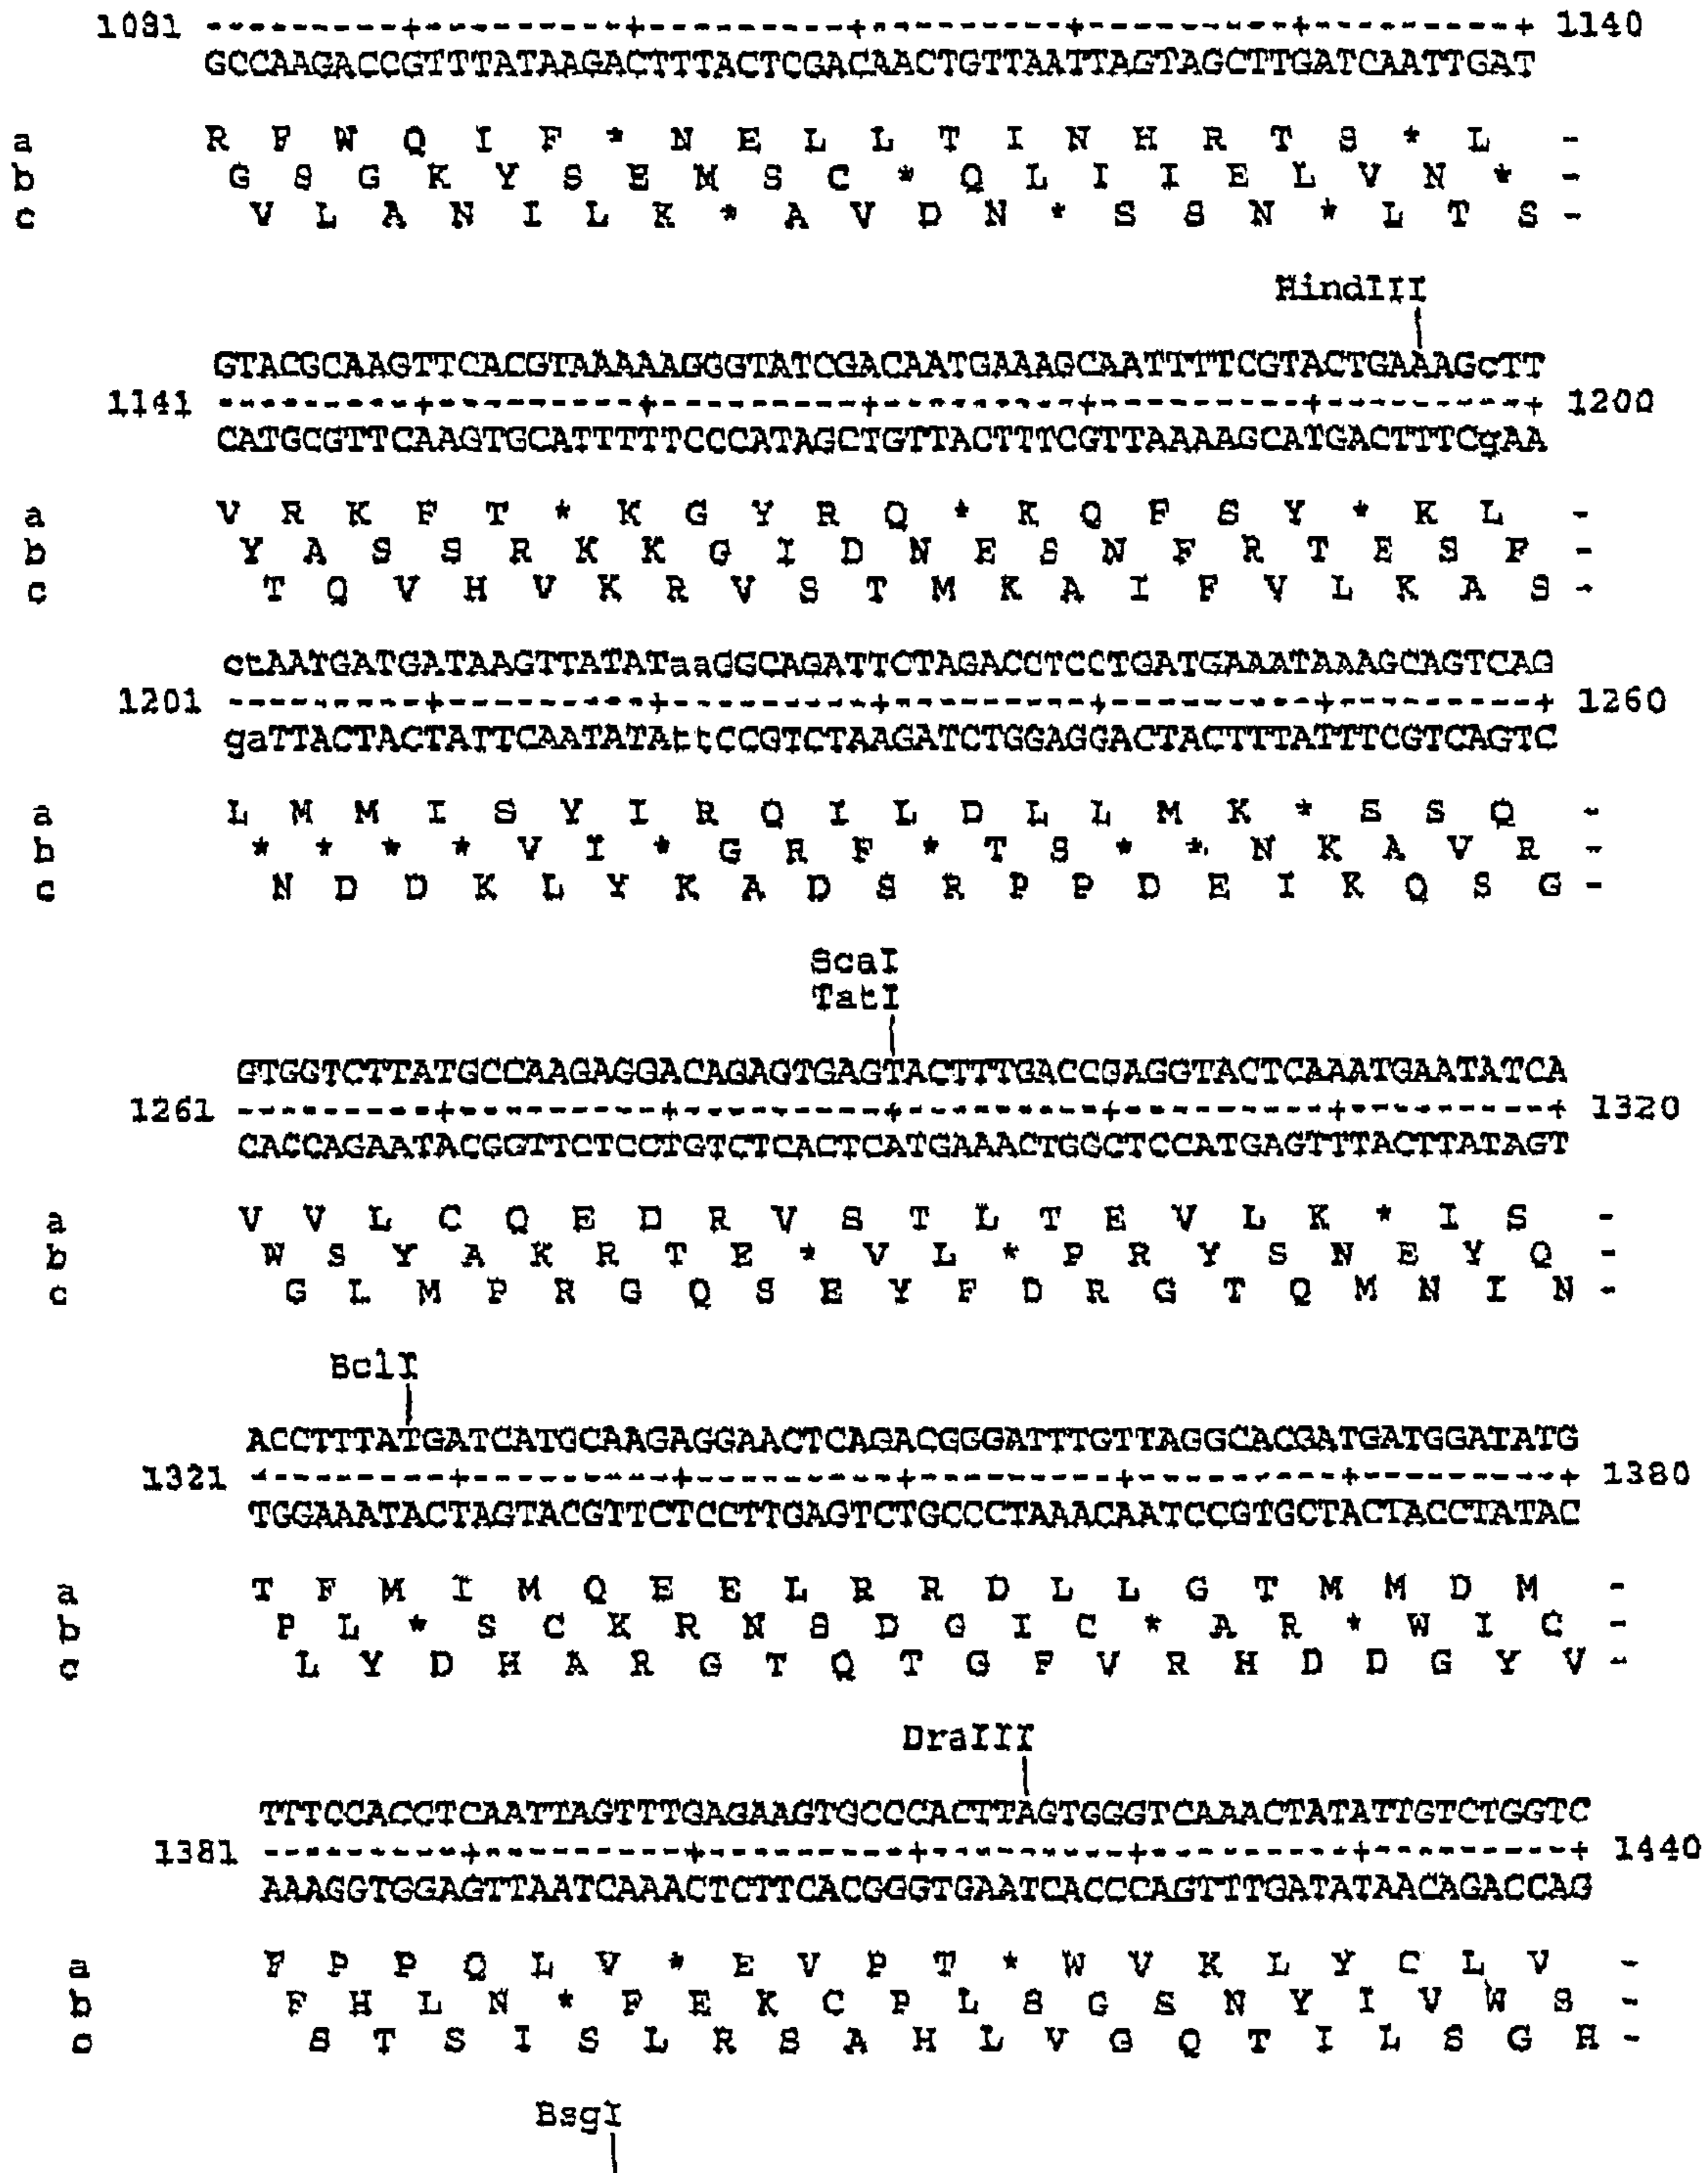 1081 ---------+---------+---------+---------+---------+---------+ 1140
GCCAAGACCGTTTATAAGACTTTACTCGACAACTGTTAATTAGTAGCTTGATCAATTGAT
a R F W Q I F * N E L L T I N H R T S * L -
b G S G K Y S E M S C * Q L I I E L V N * -
c V L A N I L K * A V D N * S S N * L T S -
HindIII
GTACGCAAGTTCACGTAAAAAGGGTATCGACAATGAAAGCAATTTTCGTACTGAAAGcTT
1141 ---------+---------+---------+---------+---------+---------+ 1200
CATGCGTTCAAGTGCATTTTTCCCATAGCTGTTACTTTCGTTAAAAGCATGACTTTCgAA
a V R K F T * K G Y R Q * K Q F S Y * K L -
b Y A S S R K K G I D N E S N F R T E S F -
c T Q V H V K R V S T M K A I F V L K A S -
ctAATGATGATAAGTTATATaaGGCAGATTCTAGACCTCCTGATGAAATAAAGCAGTCAG
1201 ---------+---------+---------+---------+---------+---------+ 1260
gaTTACTACTATTCAATATAttCCGTCTAAGATCTGGAGGACTACTTTATTTCGTCAGTC
a L M M I S Y I R Q I L D L L M K * S S Q -
b * * * * V I * G R F * T S * * N K A V R -
c N D D K L Y K A D S R P P D E I K Q S G -
ScaI
TatI
GTGGTCTTATGCCAAGAGGACAGAGTGAGTACTTTGACCGAGGTACTCAAATGAATATCA
1261 ---------+---------+---------+---------+---------+---------+ 1320
CACCAGAATACGGTTCTCCTGTCTCACTCATGAAACTGGCTCCATGAGTTTACTTATAGT
a V V L C Q E D R V S T L T E V L K * I S -
b W S Y A K R T E * V L * P R Y S N E Y Q -
c G L M P R G Q S E Y F D R G T Q M N I N -
BclI
ACCTTTATGATCATGCAAGAGGAACTCAGACGGGATTTGTTAGGCACGATGATGGATATG
1321 ---------+---------+---------+---------+---------+---------+ 1380
TGGAAATACTAGTACGTTCTCCTTGAGTCTGCCCTAAACAATCCGTGCTACTACCTATAC
a T F M I M Q E E L R R D L L G T M M D M -
b P L * S C K R N S D G I C * A R * W I C -
c L Y D H A R G T Q T G F V R H D D G Y V -
DraIII
TTTCCACCTCAATTAGTTTGAGAAGTGCCCACTTAGTGGGTCAAACTATATTGTCTGGTC
1381 ---------+---------+---------+---------+---------+---------+ 1440
AAAGGTGGAGTTAATCAAACTCTTCACGGGTGAATCACCCAGTTTGATATAACAGACCAG
a F P P Q L V * E V P T * W V K L Y C L V -
b F H L N * F E K C P L S G S N Y I V W S -
c S T S I S L R S A H L V G Q T I L S G H -
BsgI